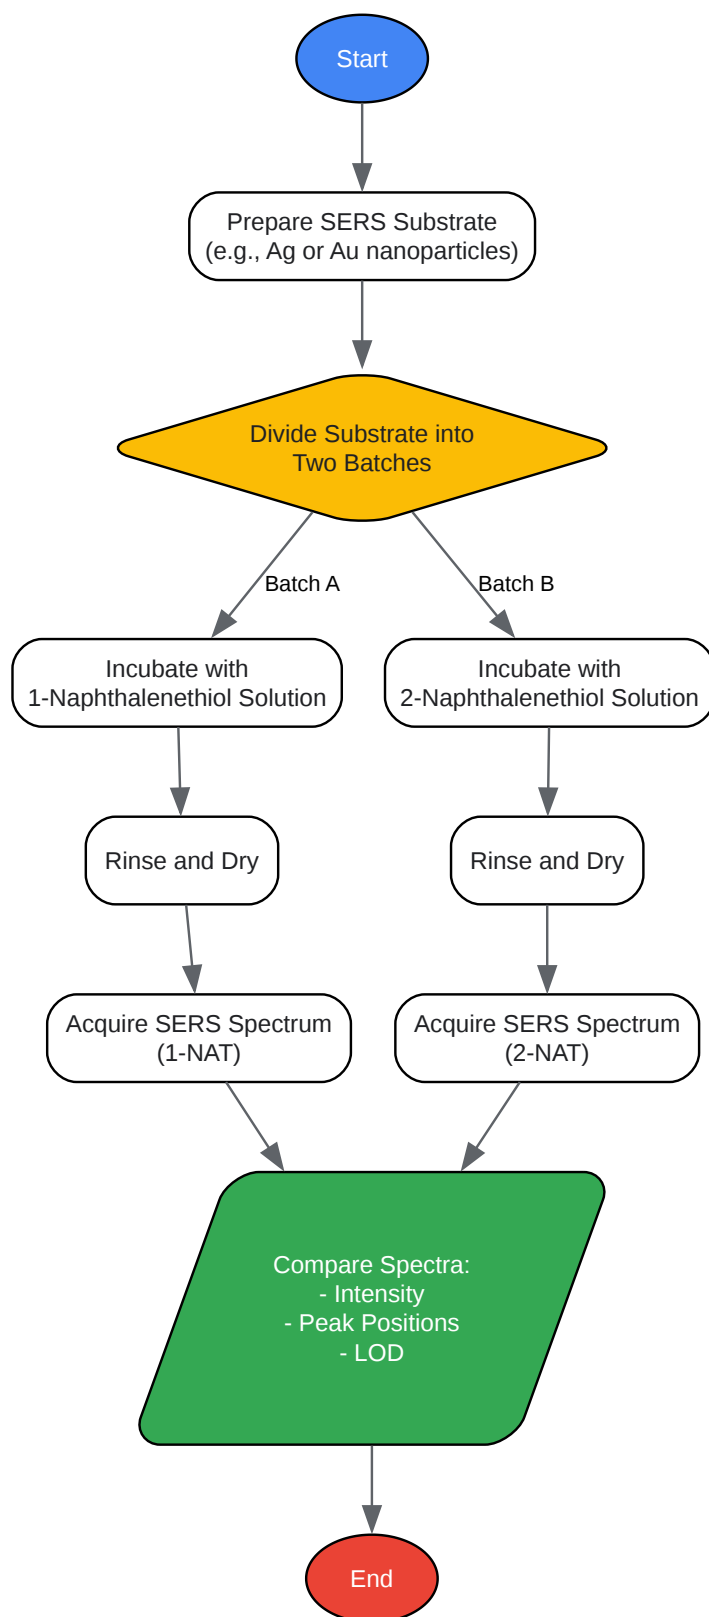 Start
Prepare SERS Substrate
(e.g., Ag or Au nanoparticles)
Divide Substrate into
Two Batches
Batch A
Batch B
Incubate with
1-Naphthalenethiol Solution
Incubate with
2-Naphthalenethiol Solution
Rinse and Dry
Rinse and Dry
Acquire SERS Spectrum
(1-NAT)
Acquire SERS Spectrum
(2-NAT)
Compare Spectra:
- Intensity
- Peak Positions
- LOD
End